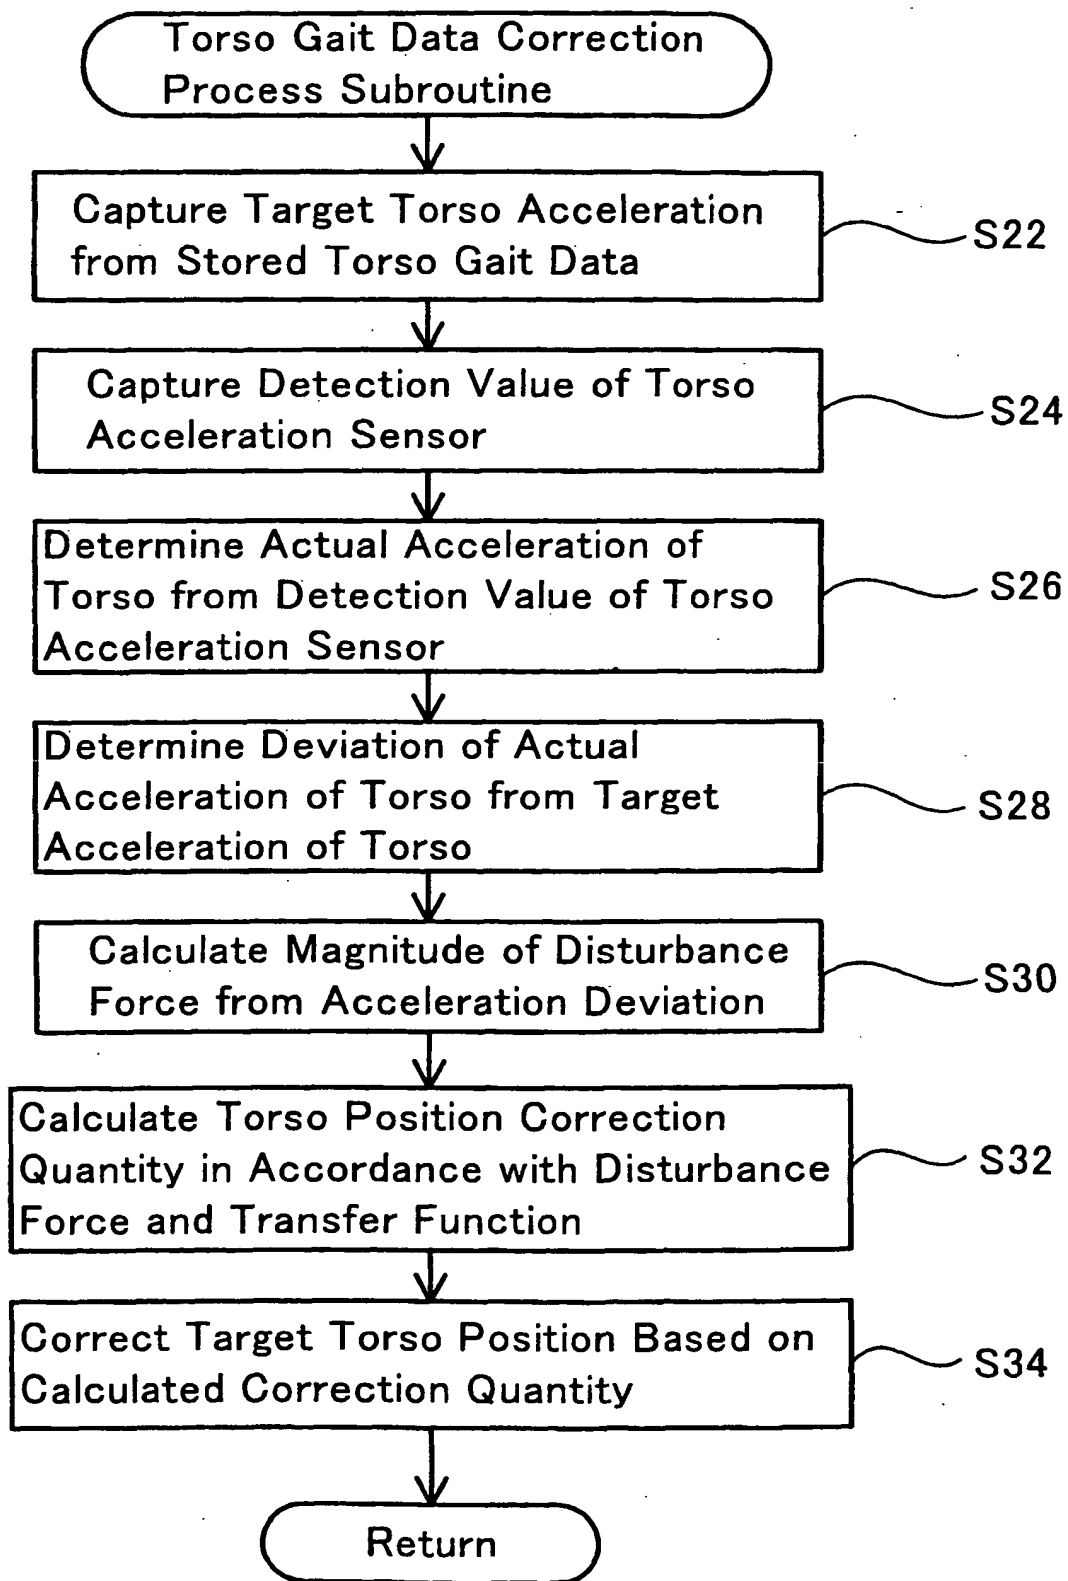 Torso Gait Data Correction
Process Subroutine
Capture Target Torso Acceleration
from Stored Torso Gait Data
S22
Capture Detection Value of Torso
Acceleration Sensor
S24
Determine Actual Acceleration of
Torso from Detection Value of Torso
Acceleration Sensor
S26
Determine Deviation of Actual
Acceleration of Torso from Target
Acceleration of Torso
S28
Calculate Magnitude of Disturbance
Force from Acceleration Deviation
S30
Calculate Torso Position Correction
Quantity in Accordance with Disturbance
Force and Transfer Function
S32
Correct Target Torso Position Based on
Calculated Correction Quantity
S34
Return